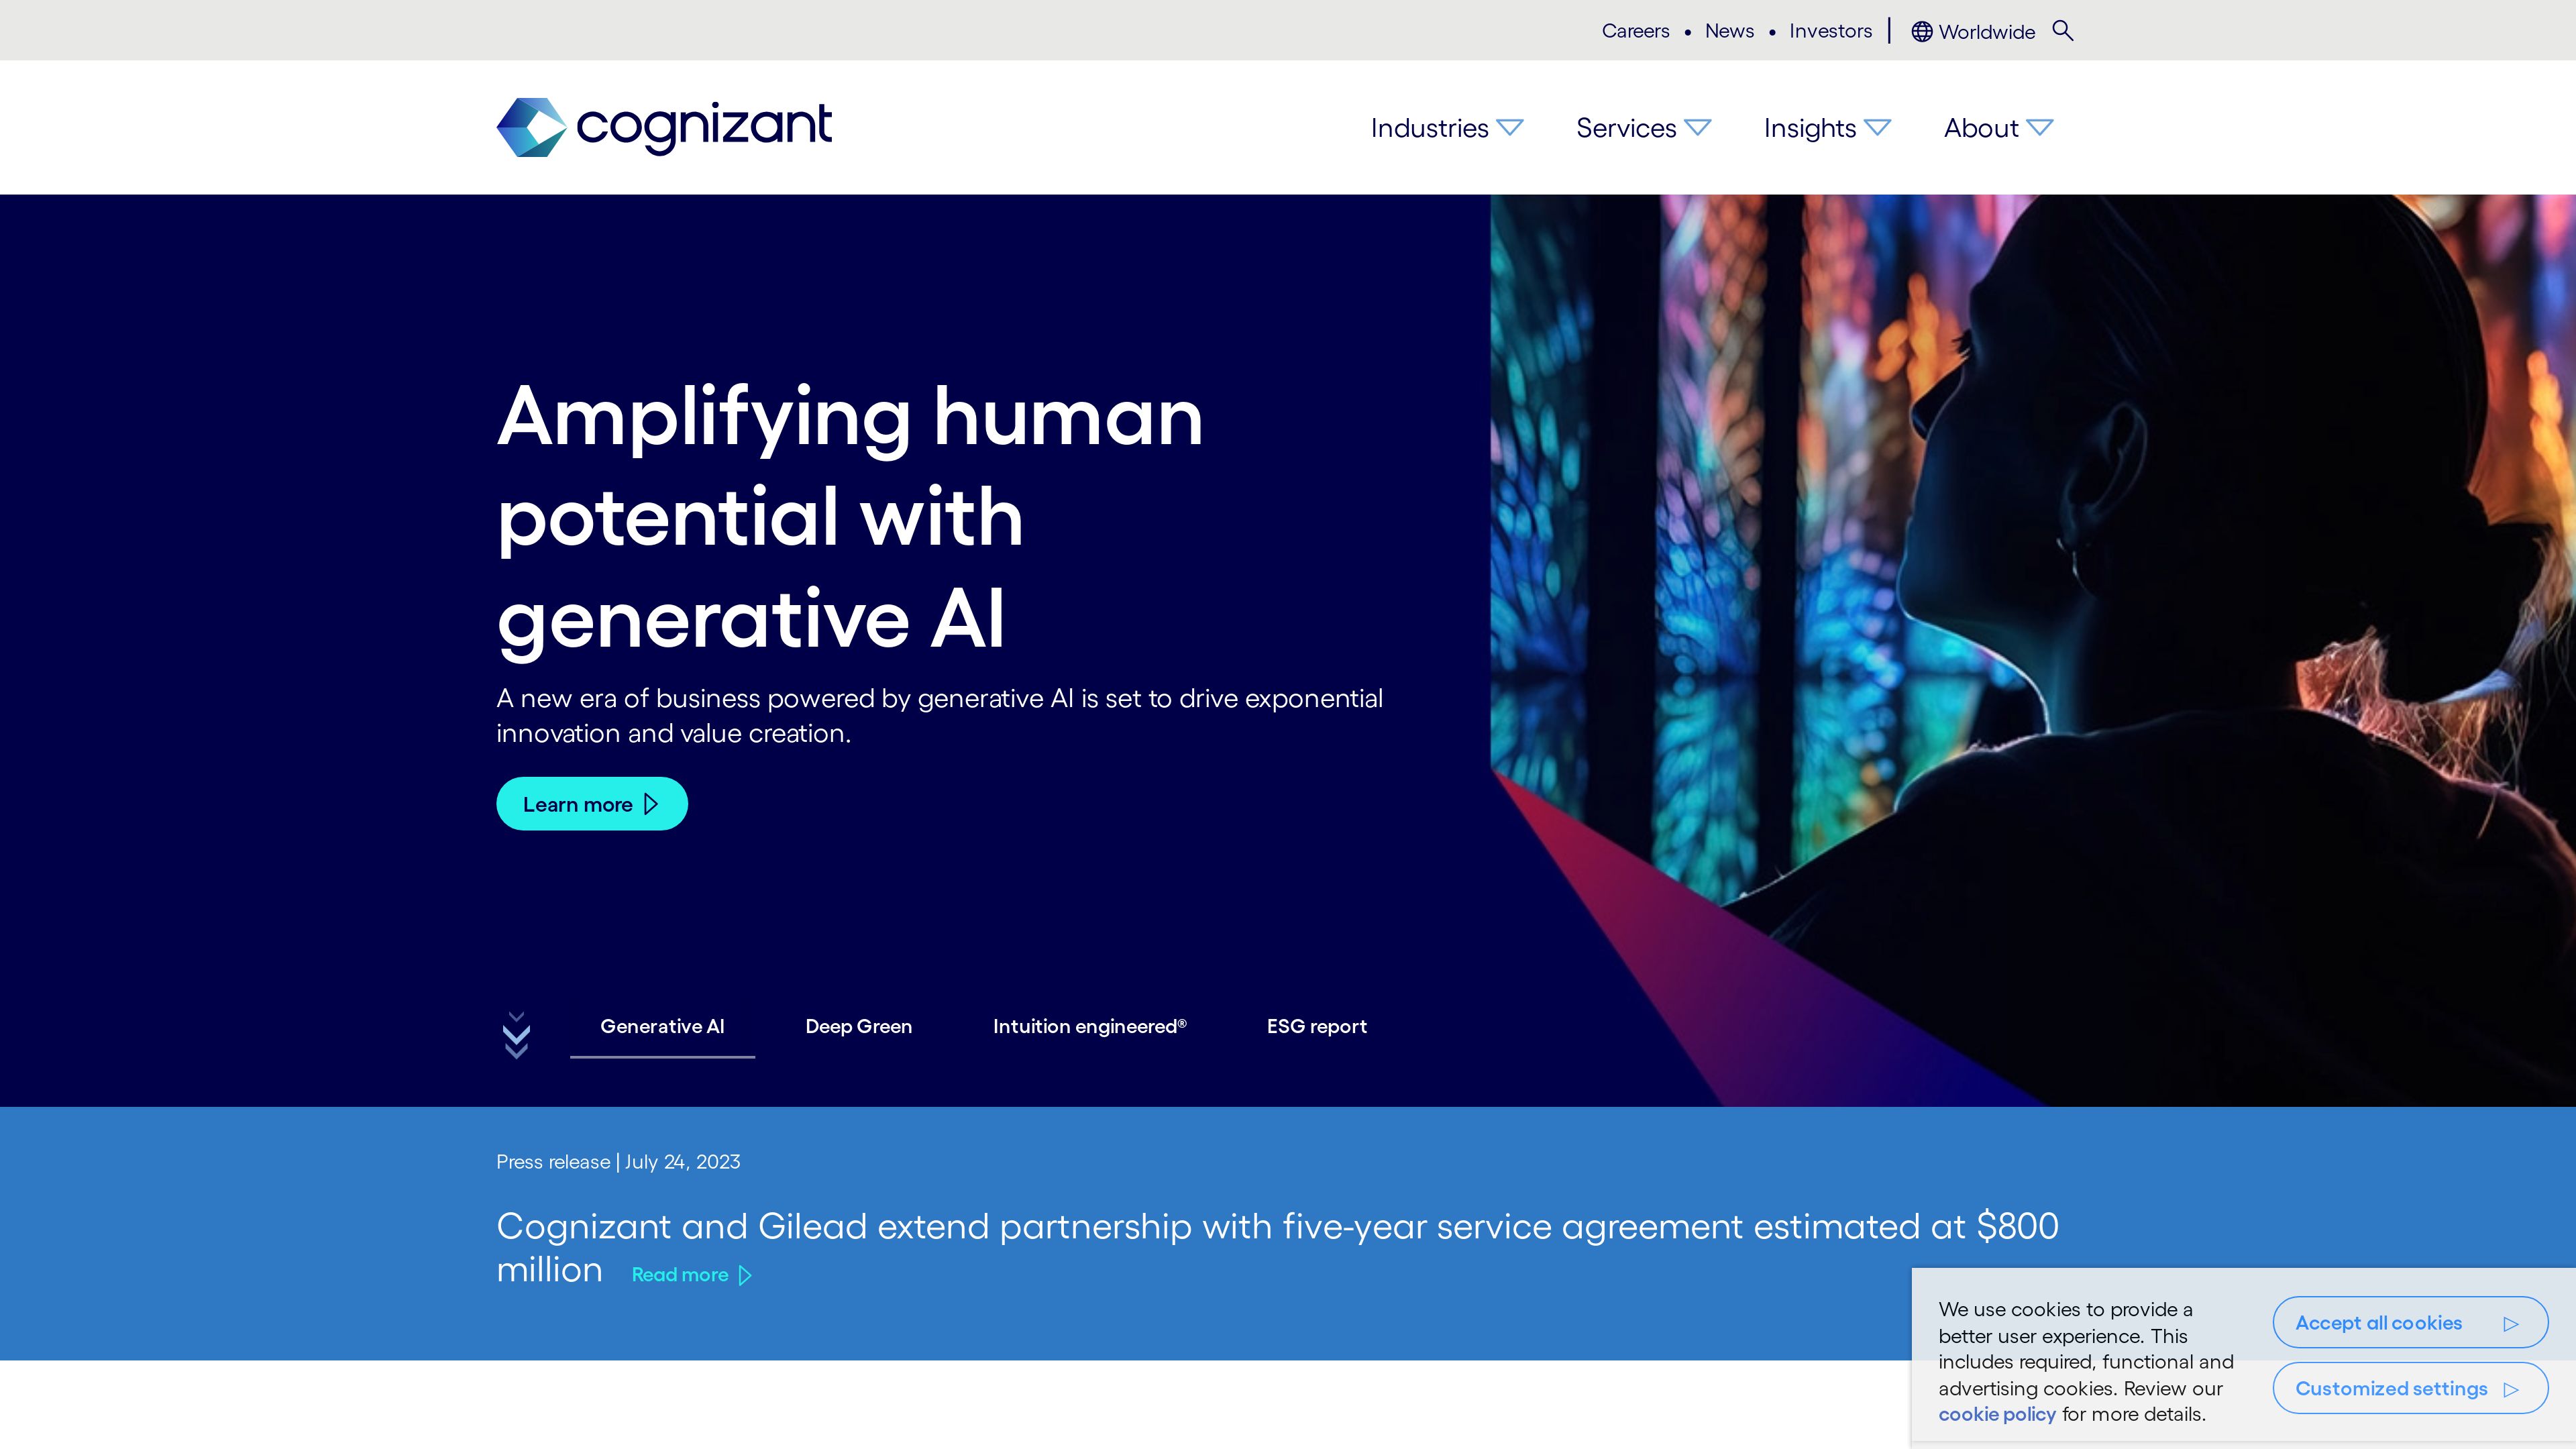 Careers • News • Investors | Worldwide
cognizant
Industries Services Insights About
Amplifying human
potential with
generative AI
A new era of business powered by generative AI is set to drive exponential
innovation and value creation.
Learn more
Generative AI Deep Green Intuition engineered® ESG report
Press release | July 24, 2023
Cognizant and Gilead extend partnership with five-year service agreement estimated at $800
million Read more
We use cookies to provide a
better user experience. This
includes required, functional and
advertising cookies. Review our
cookie policy for more details.
Accept all cookies
Customized settings